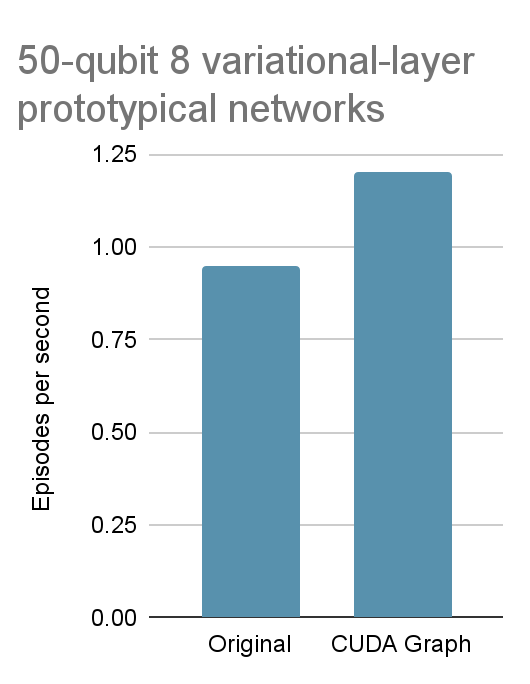 50-qubit 8 variational-layer
prototypical networks
1.25
1.00
0.75
0.50
0.25
0.00
Episodes per second
Original
CUDA Graph